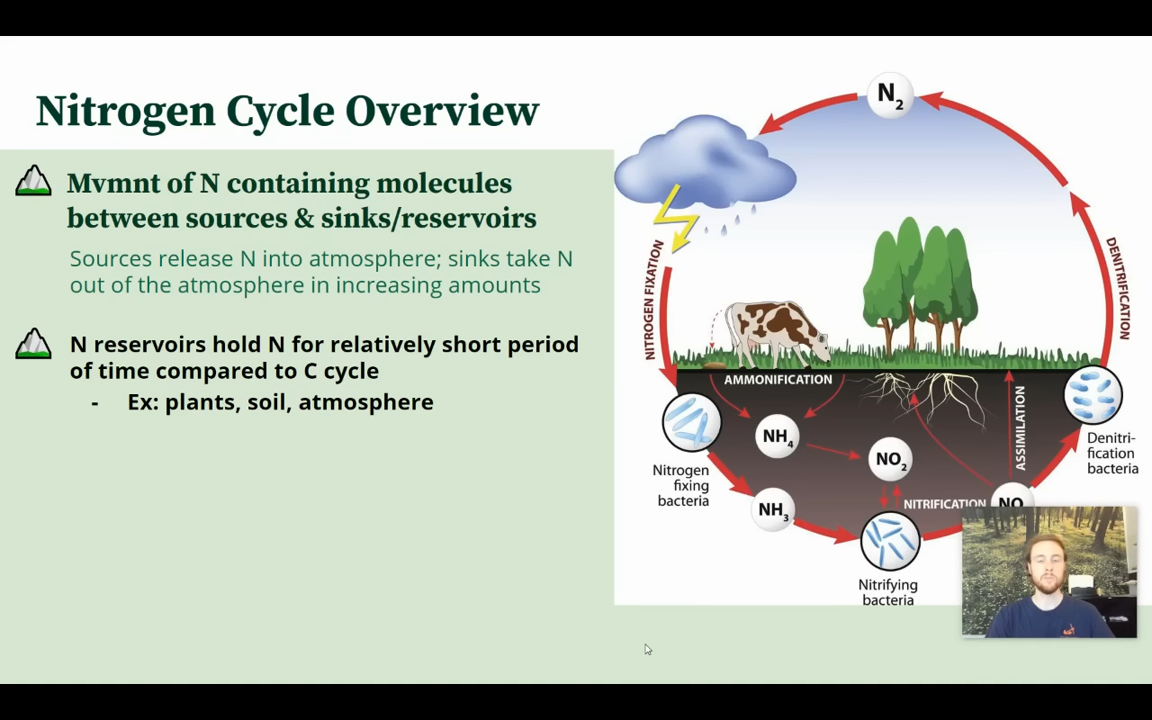 Nitrogen Cycle Overview
Mvmnt of N containing molecules
between sources & sinks/reservoirs
Sources release N into atmosphere; sinks take N
out of the atmosphere in increasing amounts
N reservoirs hold N for relatively short period
of time compared to C cycle
- Ex: plants, soil, atmosphere
N2
NITROGEN FIXATION
DENITRIFICATION
AMMONIFICATION
ASSIMILATION
NH4
NO2
Nitrogen
fixing
bacteria
Denitri-
fication
bacteria
NH3
NITRIFICATION
NO
Nitrifying
bacteria